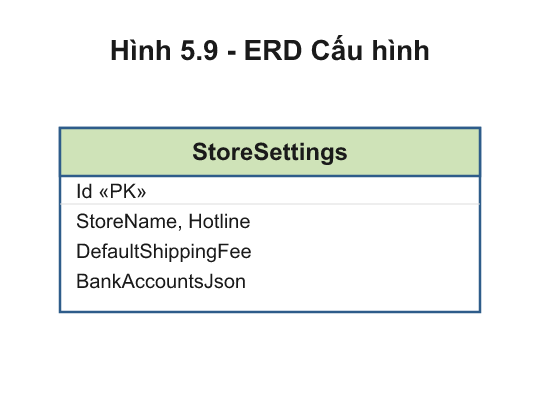 Hình 5.9 - ERD Cấu hình
StoreSettings
Id «PK»
StoreName, Hotline
DefaultShippingFee
BankAccountsJson